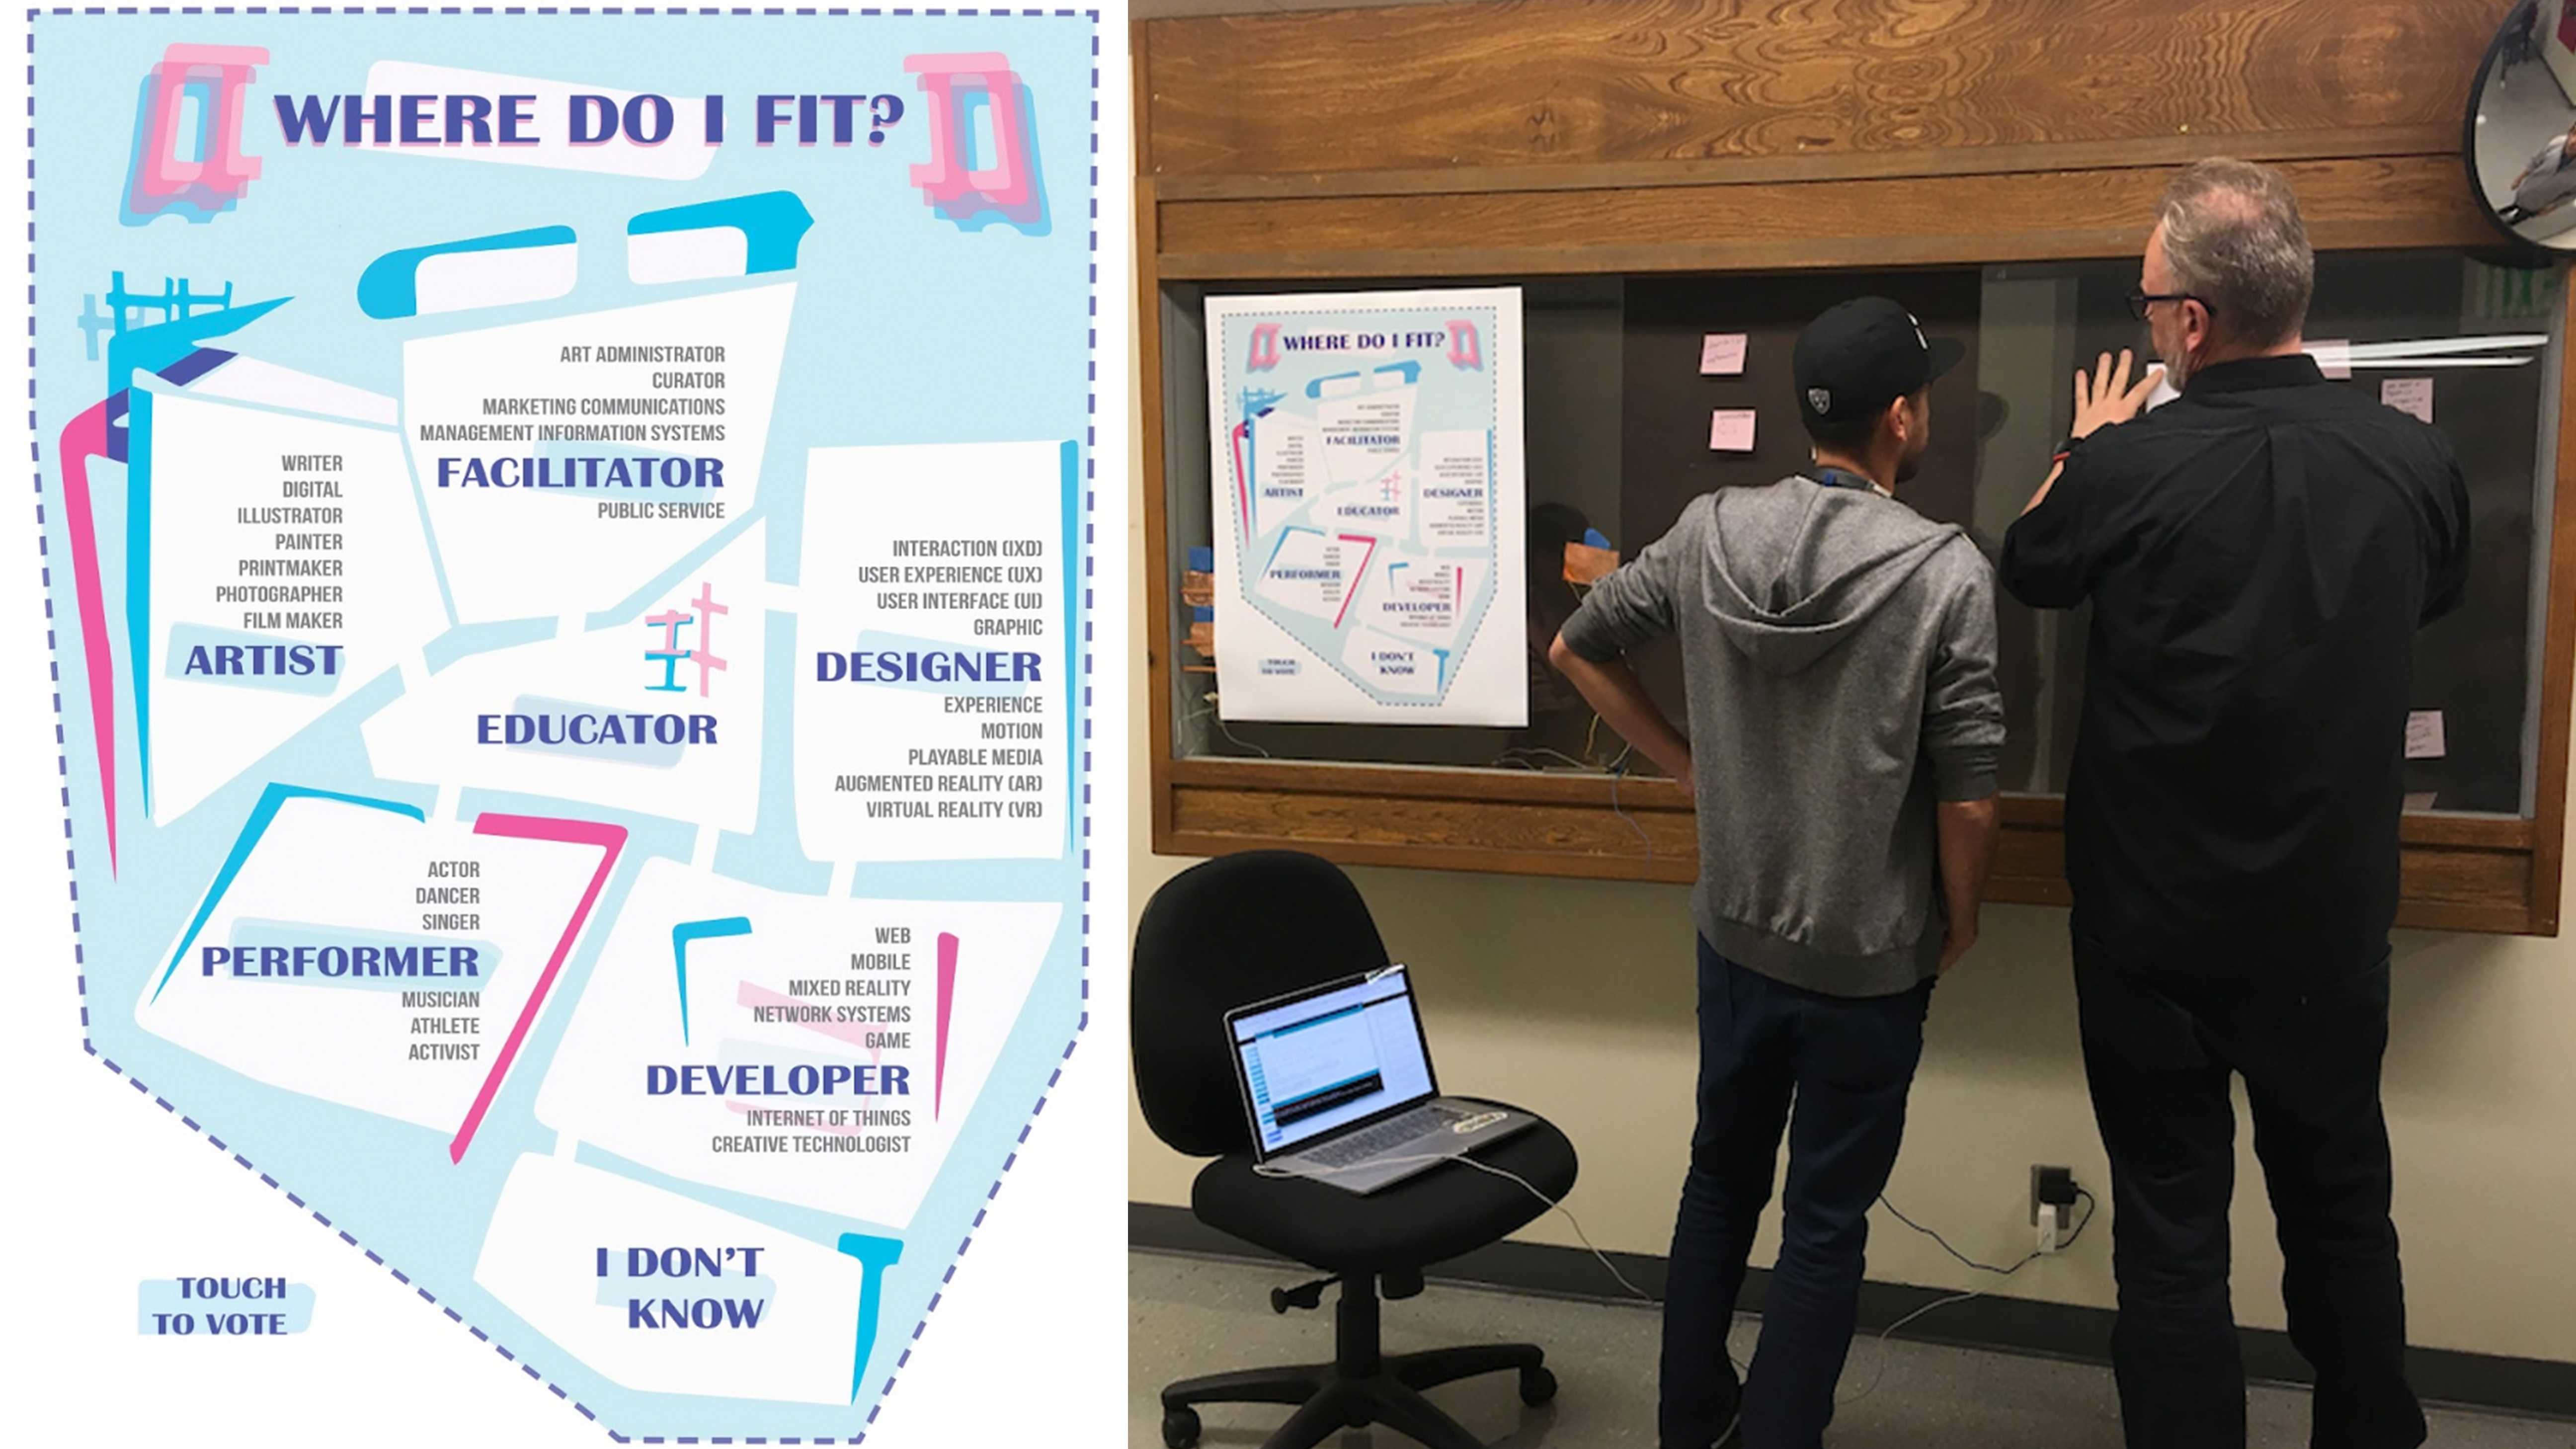 WHERE DO I FIT?
ART ADMINISTRATOR
CURATOR
MARKETING COMMUNICATIONS
MANAGEMENT INFORMATION SYSTEMS
FACILITATOR
PUBLIC SERVICE
WRITER
DIGITAL
ILLUSTRATOR
PAINTER
PRINTMAKER
PHOTOGRAPHER
FILM MAKER
ARTIST
INTERACTION (IXD)
USER EXPERIENCE (UX)
USER INTERFACE (UI)
GRAPHIC
DESIGNER
EXPERIENCE
MOTION
PLAYABLE MEDIA
AUGMENTED REALITY (AR)
VIRTUAL REALITY (VR)
EDUCATOR
ACTOR
DANCER
SINGER
PERFORMER
MUSICIAN
ATHLETE
ACTIVIST
WEB
MOBILE
MIXED REALITY
NETWORK SYSTEMS
GAME
DEVELOPER
INTERNET OF THINGS
CREATIVE TECHNOLOGIST
I DON'T
KNOW
TOUCH
TO VOTE
WHERE DO I FIT?
FACILITATOR
ARTIST
DESIGNER
EDUCATOR
PERFORMER
DEVELOPER
I DON'T
KNOW
TOUCH
TO VOTE